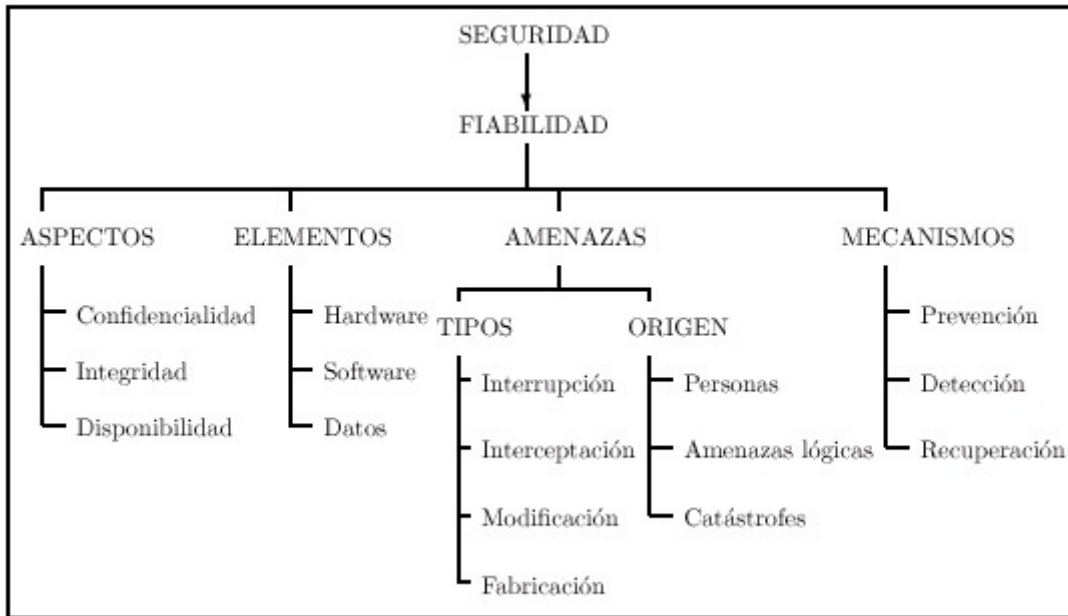 SEGURIDAD
FIABILIDAD
ASPECTOS
Confidencialidad
Integridad
Disponibilidad
ELEMENTOS
Hardware
Software
Datos
AMENAZAS
TIPOS
Interrupción
Interceptación
Modificación
Fabricación
ORIGEN
Personas
Amenazas lógicas
Catástrofes
MECANISMOS
Prevención
Detección
Recuperación